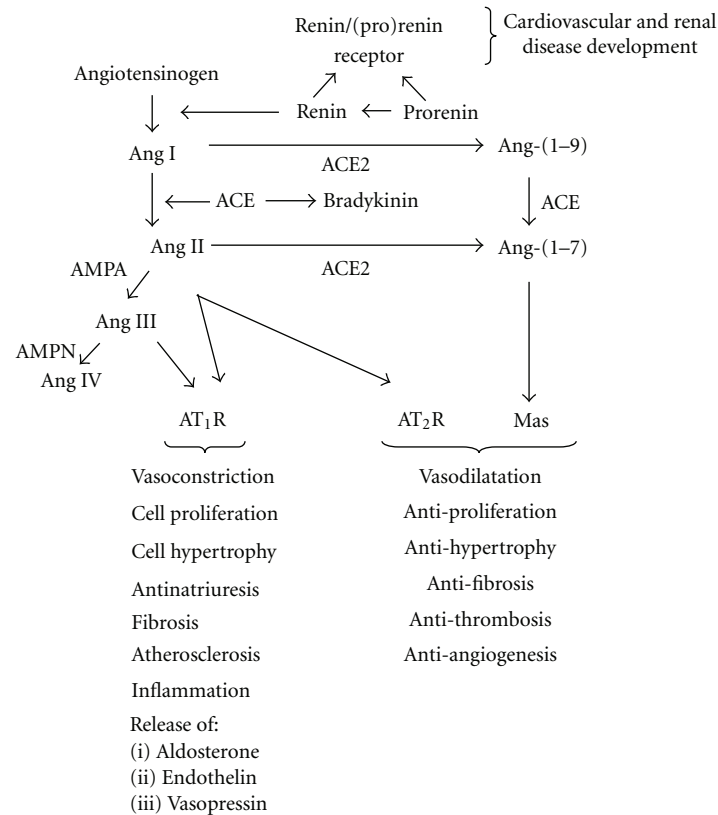 Renin/(pro)renin
receptor
Cardiovascular and renal
disease development
Angiotensinogen
Renin
Prorenin
Ang I
ACE2
Ang-(1–9)
ACE
Bradykinin
ACE
Ang II
ACE2
Ang-(1–7)
AMPA
Ang III
AMPN
Ang IV
AT₁R
AT₂R
Mas
Vasoconstriction
Cell proliferation
Cell hypertrophy
Antinatriuresis
Fibrosis
Atherosclerosis
Inflammation
Release of:
(i) Aldosterone
(ii) Endothelin
(iii) Vasopressin
Vasodilatation
Anti-proliferation
Anti-hypertrophy
Anti-fibrosis
Anti-thrombosis
Anti-angiogenesis